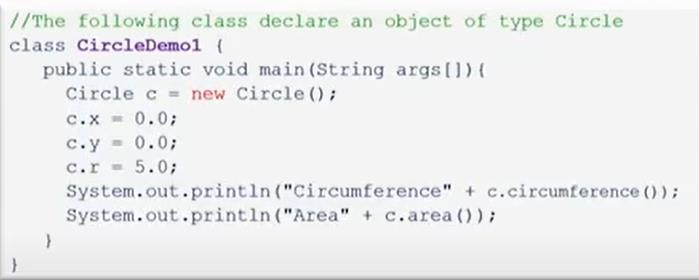 //The following class declare an object of type Circle
class CircleDemo1 {
public static void main(String args[]){
Circle c = new Circle();
c.x = 0.0;
c.y = 0.0;
c.r = 5.0;
System.out.println("Circumference" + c.circumference());
System.out.println("Area" + c.area());
}
}